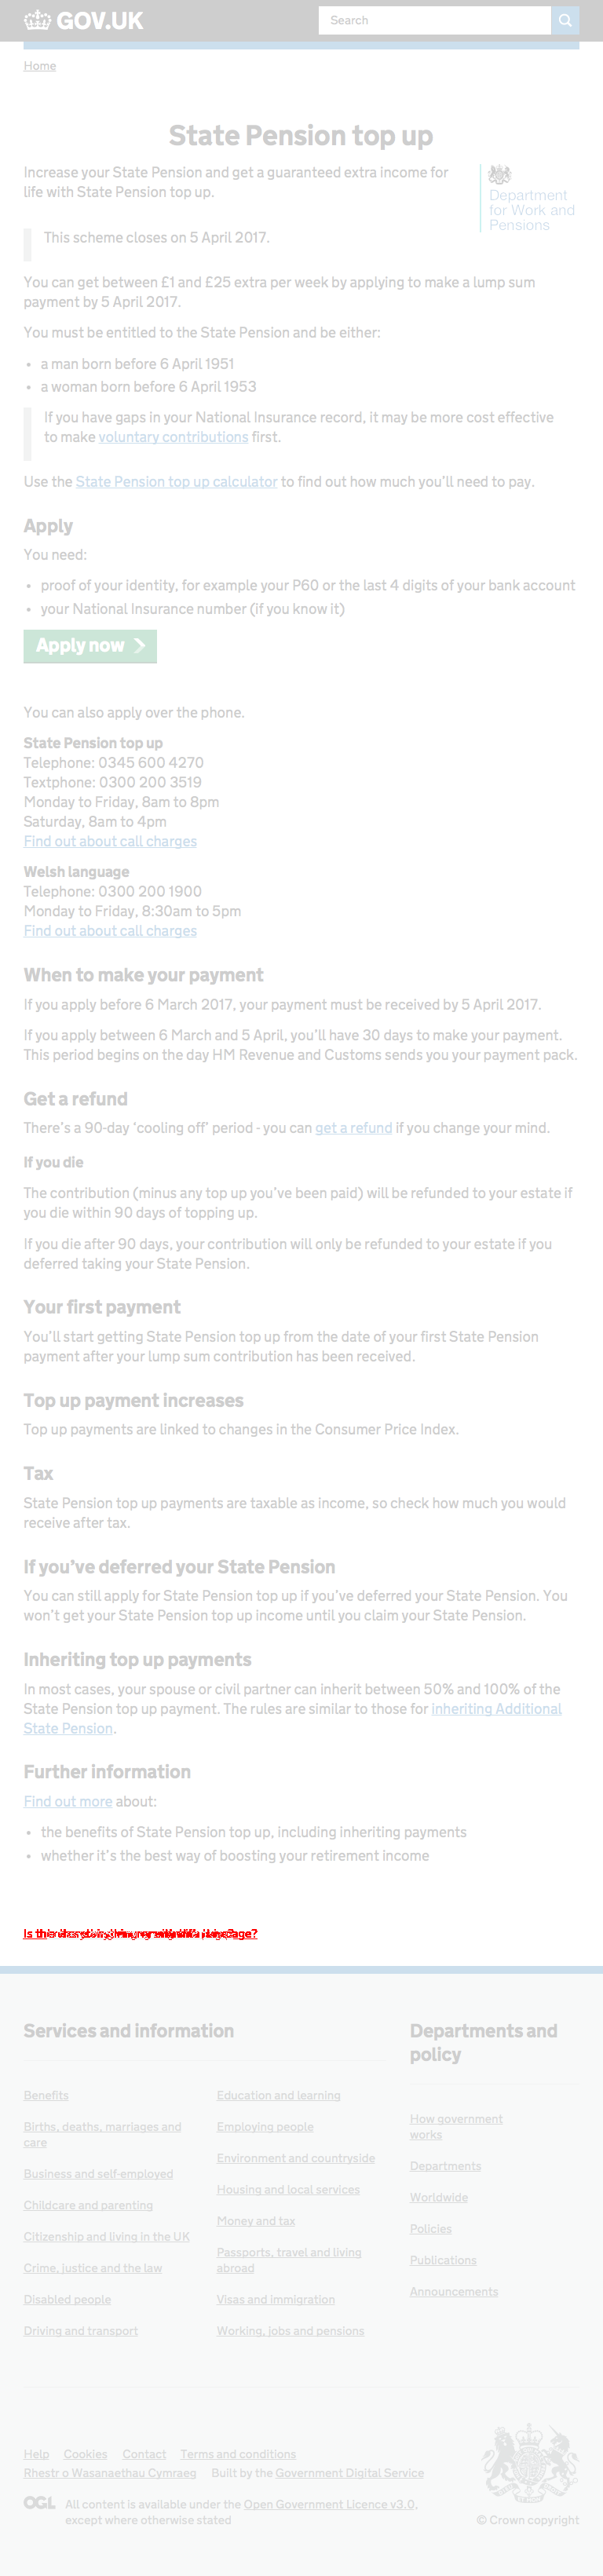 GOV.UK
Search
Home
State Pension top up
Increase your State Pension and get a guaranteed extra income for
life with State Pension top up.
Department
for Work and
Pensions
This scheme closes on 5 April 2017.
You can get between £1 and £25 extra per week by applying to make a lump sum
payment by 5 April 2017.
You must be entitled to the State Pension and be either:
• a man born before 6 April 1951
• a woman born before 6 April 1953
If you have gaps in your National Insurance record, it may be more cost effective
to make voluntary contributions first.
Use the State Pension top up calculator to find out how much you'll need to pay.
Apply
You need:
• proof of your identity, for example your P60 or the last 4 digits of your bank account
• your National Insurance number (if you know it)
Apply now
You can also apply over the phone.
State Pension top up
Telephone: 0345 600 4270
Textphone: 0300 200 3519
Monday to Friday, 8am to 8pm
Saturday, 8am to 4pm
Find out about call charges
Welsh language
Telephone: 0300 200 1900
Monday to Friday, 8:30am to 5pm
Find out about call charges
When to make your payment
If you apply before 6 March 2017, your payment must be received by 5 April 2017.
If you apply between 6 March and 5 April, you'll have 30 days to make your payment.
This period begins on the day HM Revenue and Customs sends you your payment pack.
Get a refund
There's a 90-day ‘cooling off’ period - you can get a refund if you change your mind.
If you die
The contribution (minus any top up you've been paid) will be refunded to your estate if
you die within 90 days of topping up.
If you die after 90 days, your contribution will only be refunded to your estate if you
deferred taking your State Pension.
Your first payment
You'll start getting State Pension top up from the date of your first State Pension
payment after your lump sum contribution has been received.
Top up payment increases
Top up payments are linked to changes in the Consumer Price Index.
Tax
State Pension top up payments are taxable as income, so check how much you would
receive after tax.
If you've deferred your State Pension
You can still apply for State Pension top up if you've deferred your State Pension. You
won't get your State Pension top up income until you claim your State Pension.
Inheriting top up payments
In most cases, your spouse or civil partner can inherit between 50% and 100% of the
State Pension top up payment. The rules are similar to those for inheriting Additional
State Pension.
Further information
Find out more about:
• the benefits of State Pension top up, including inheriting payments
• whether it's the best way of boosting your retirement income
Services and information
Departments and
policy
Benefits
Births, deaths, marriages and
care
Business and self-employed
Childcare and parenting
Citizenship and living in the UK
Crime, justice and the law
Disabled people
Driving and transport
Education and learning
Employing people
Environment and countryside
Housing and local services
Money and tax
Passports, travel and living
abroad
Visas and immigration
Working, jobs and pensions
How government
works
Departments
Worldwide
Policies
Publications
Announcements
Help Cookies Contact Terms and conditions
Rhestr o Wasanaethau Cymraeg Built by the Government Digital Service
OGL All content is available under the Open Government Licence v3.0,
except where otherwise stated
© Crown copyright